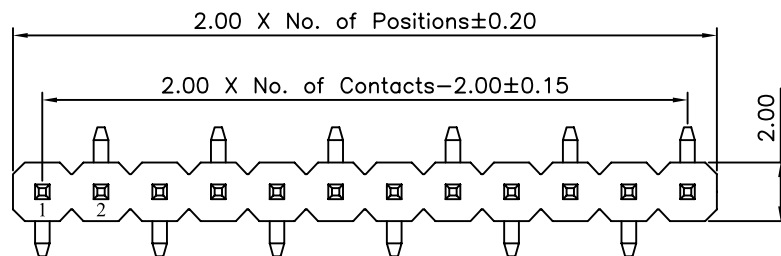 2.00 X No. of Positions±0.20
2.00 X No. of Contacts-2.00±0.15
2.00
1 2